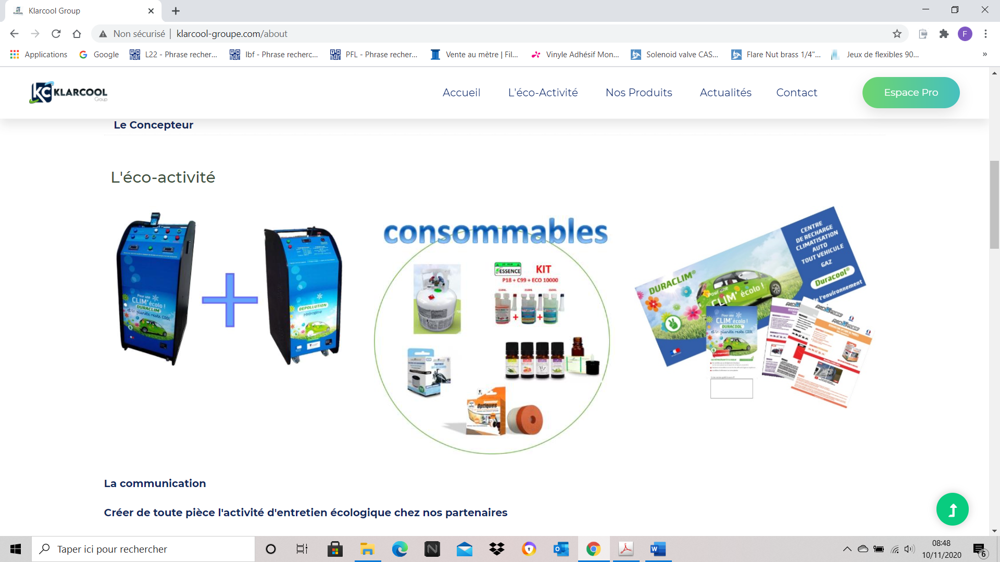 Klarcool Group
Non sécurisé
klarcool-groupe.com/about
F
Applications
Google
L22 - Phrase recher...
lbf - Phrase recherc...
PFL - Phrase recher...
Vente au mètre | Fil...
Vinyle Adhésif Mon...
Solenoid valve CAS...
Flare Nut brass 1/4"...
Jeux de flexibles 90...
»
KC KLARCOOL
Group
Accueil
L'éco-Activité
Nos Produits
Actualités
Contact
Espace Pro
Le Concepteur
L'éco-activité
Pour une
CLIM'écolo !
DURACLIM
et la planète reste COOL
DEPOLLUTION
Hydrogène
consommables
ESSENCE
KIT
P18 + C99 + ECO 10000
250ML 250ML 250ML
+ +
Optiques
CENTRE
DE RECHARGE
CLIMATISATION
AUTO
TOUT VEHICULE
GAZ
Duracool®
DURACLIM®
Pour une
CLIM' écolo !
de l'environnement
Pour une
CLIM'écolo !
DURACOOL
et la planète reste COOL
La communication
Créer de toute pièce l'activité d'entretien écologique chez nos partenaires
Taper ici pour rechercher
08:48
10/11/2020
6